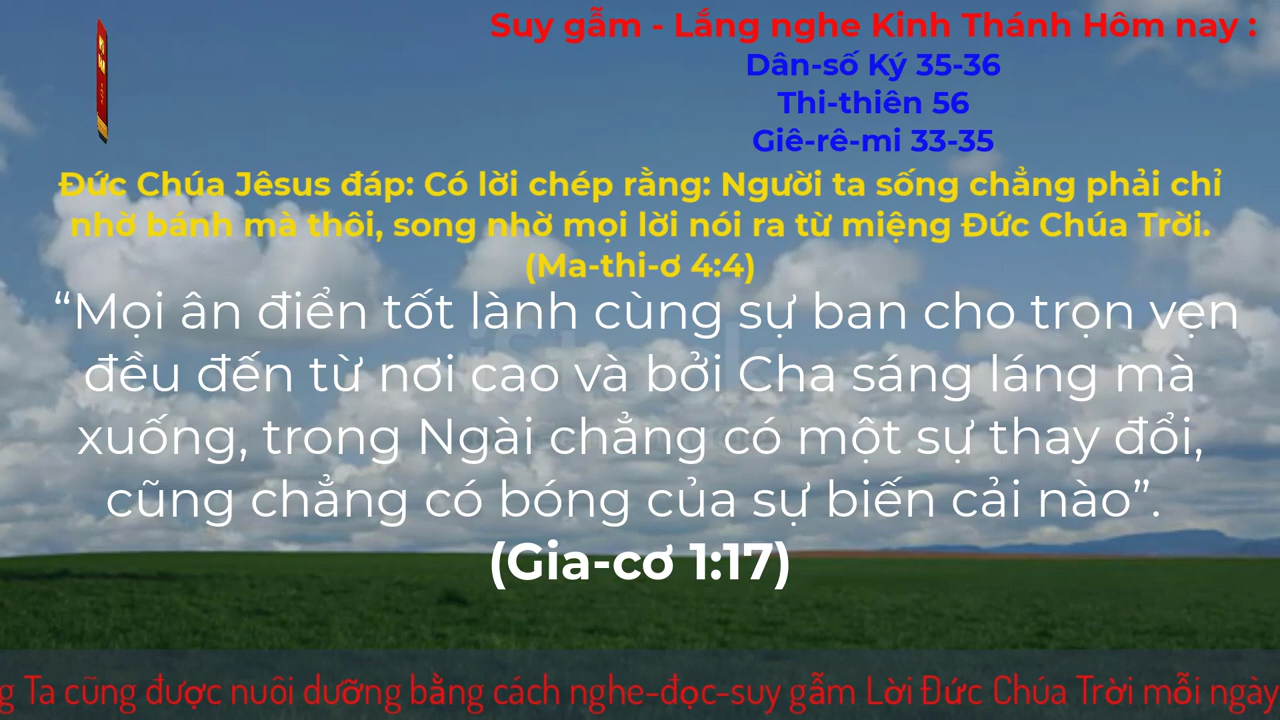 Suy gẫm - Lắng nghe Kinh Thánh Hôm nay :
Dân-số Ký 35-36
Thi-thiên 56
Giê-rê-mi 33-35
Đức Chúa Jêsus đáp: Có lời chép rằng: Người ta sống chẳng phải chỉ
nhờ bánh mà thôi, song nhờ mọi lời nói ra từ miệng Đức Chúa Trời.
(Ma-thi-ơ 4:4)
“Mọi ân điển tốt lành cùng sự ban cho trọn vẹn
đều đến từ nơi cao và bởi Cha sáng láng mà
xuống, trong Ngài chẳng có một sự thay đổi,
cũng chẳng có bóng của sự biến cải nào”.
(Gia-cơ 1:17)
g Ta cũng được nuôi dưỡng bằng cách nghe-đọc-suy gẫm Lời Đức Chúa Trời mỗi ngày